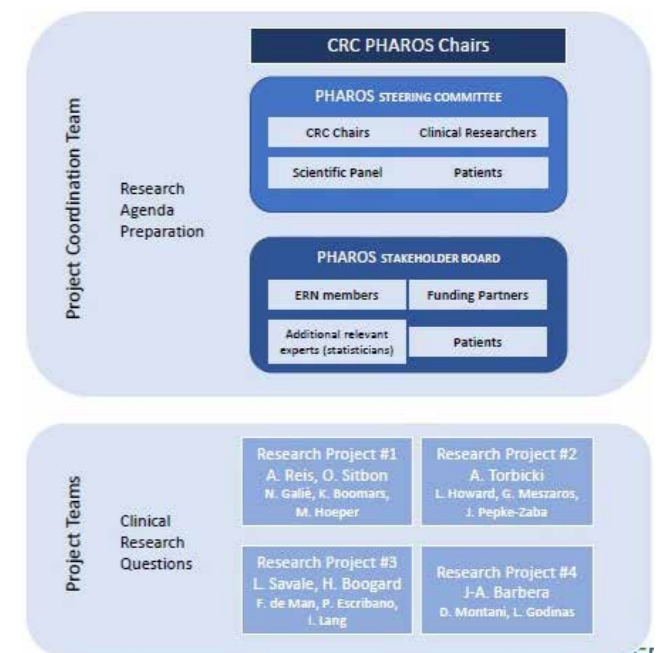 CRC PHAROS Chairs
Project Coordination Team
Research
Agenda
Preparation
PHAROS STEERING COMMITTEE
CRC Chairs
Clinical Researchers
Scientific Panel
Patients
PHAROS STAKEHOLDER BOARD
ERN members
Funding Partners
Additional relevant
experts (statisticians)
Patients
Project Teams
Clinical
Research
Questions
Research Project #1
A. Reis, O. Sitbon
N. Galiè, K. Boomars,
M. Hoeper
Research Project #2
A. Torbicki
L. Howard, G. Meszaros,
J. Pepke-Zaba
Research Project #3
L. Savale, H. Boogard
F. de Man, P. Escribano,
I. Lang
Research Project #4
J-A. Barbera
D. Montani, L. Godinas